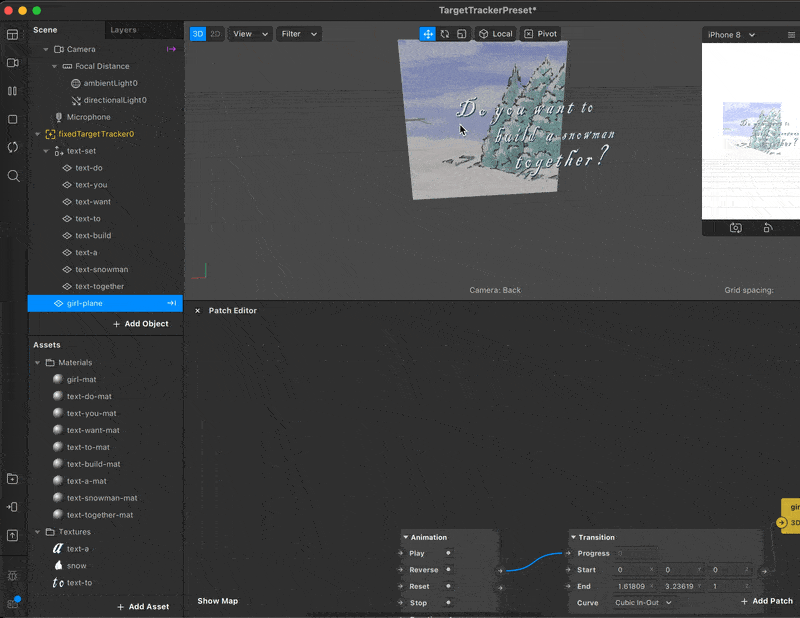 TargetTrackerPreset*
Scene
Layers
3D
2D
View
Filter
Local
Pivot
iPhone 8
Camera
Focal Distance
ambientLight0
directionalLight0
Microphone
fixedTargetTracker0
text-set
text-do
text-you
text-want
text-to
text-build
text-a
text-snowman
text-together
girl-plane
+ Add Object
Do you want to
build a snowman
together?
Camera: Back
Grid spacing:
Patch Editor
Assets
Materials
girl-mat
text-do-mat
text-you-mat
text-want-mat
text-to-mat
text-build-mat
text-a-mat
text-snowman-mat
text-together-mat
Textures
a text-a
snow
to text-to
+ Add Asset
Animation
Play
Reverse
Reset
Stop
Transition
Progress 0
Start 0 0 0
End 1.61809 3.23619 1
Curve Cubic In-Out
3D
Show Map
+ Add Patch